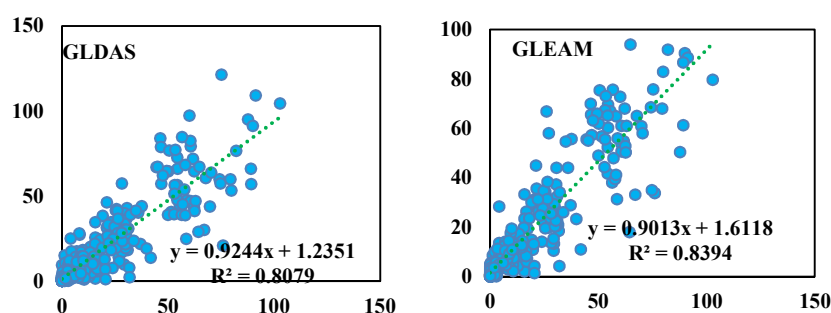 150
GLDAS
100
50
y = 0.9244x + 1.2351
R² = 0.8079
0
0 50 100 150
100
GLEAM
80
60
40
y = 0.9013x + 1.6118
20
R² = 0.8394
0
0 50 100 150